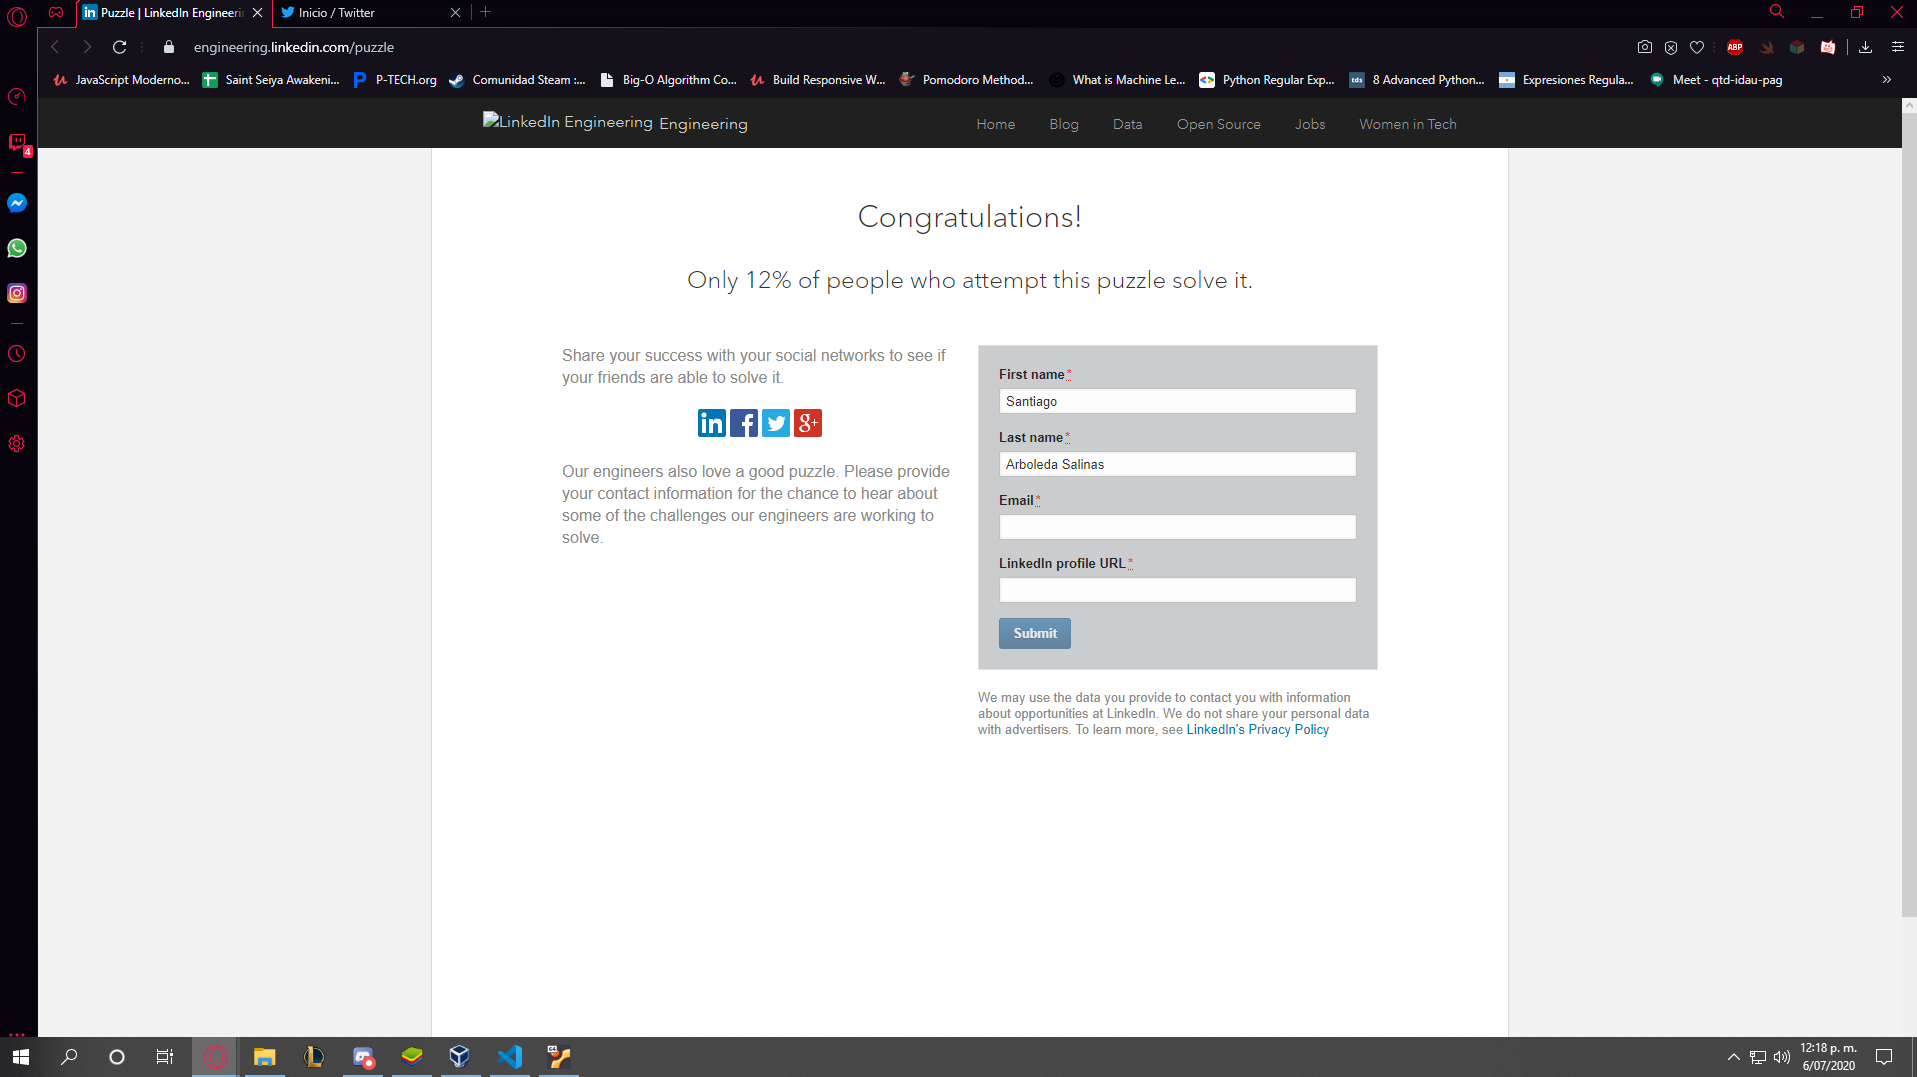 Puzzle | LinkedIn Engineerin
Inicio / Twitter
engineering.linkedin.com/puzzle
ABP
JavaScript Moderno...
Saint Seiya Awakeni...
P-TECH.org
Comunidad Steam :...
Big-O Algorithm Co...
Build Responsive W...
Pomodoro Method...
What is Machine Le...
Python Regular Exp...
tds
8 Advanced Python...
Expresiones Regula...
Meet - qtd-idau-pag
4
LinkedIn Engineering Engineering
Home
Blog
Data
Open Source
Jobs
Women in Tech
Congratulations!
Only 12% of people who attempt this puzzle solve it.
Share your success with your social networks to see if
your friends are able to solve it.
in f g+
Our engineers also love a good puzzle. Please provide
your contact information for the chance to hear about
some of the challenges our engineers are working to
solve.
First name*
Santiago
Last name*
Arboleda Salinas
Email*
LinkedIn profile URL*
Submit
We may use the data you provide to contact you with information
about opportunities at LinkedIn. We do not share your personal data
with advertisers. To learn more, see LinkedIn's Privacy Policy
12:18 p. m.
6/07/2020